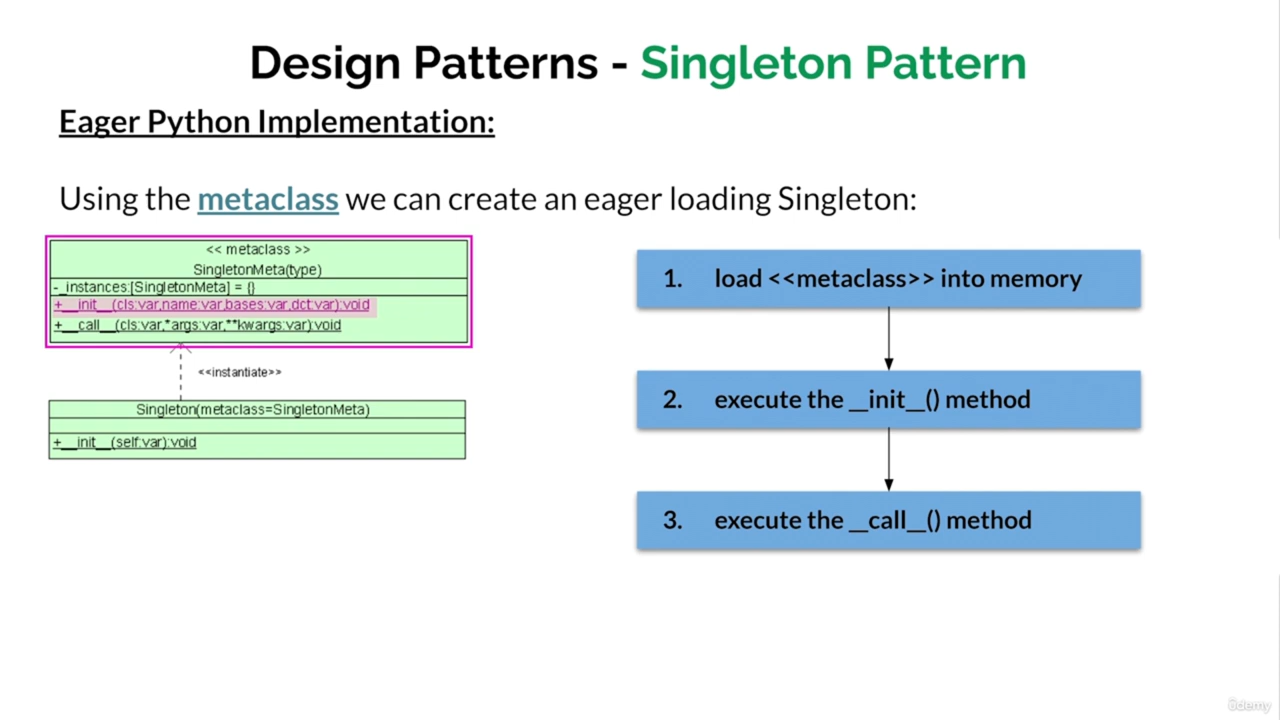 Design Patterns - Singleton Pattern
Eager Python Implementation:
Using the metaclass we can create an eager loading Singleton:
<< metaclass >>
SingletonMeta(type)
-_instances:[SingletonMeta] = {}
+__init__(cls:var,name:var,bases:var,dct:var):void
+__call__(cls:var,*args:var,**kwargs:var):void
<<instantiate>>
Singleton(metaclass=SingletonMeta)
+__init__(self:var):void
1. load <<metaclass>> into memory
2. execute the __init__() method
3. execute the __call__() method
ûdemy